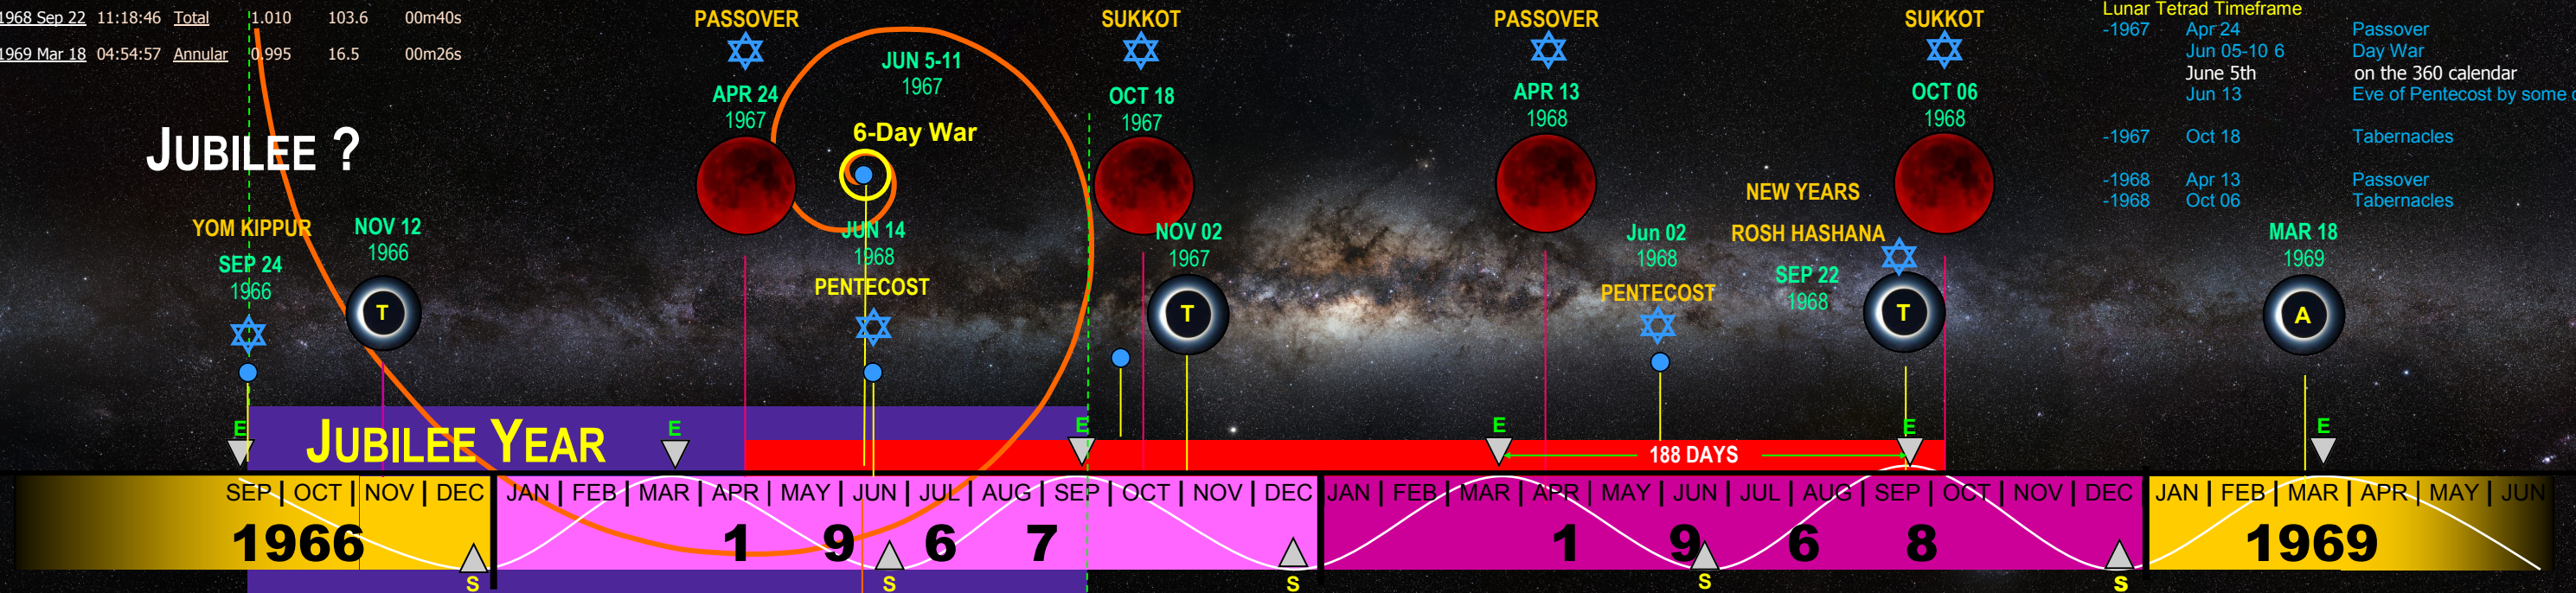 1968 Sep 22 11:18:46 Total 1.010 103.6 00m40s
1969 Mar 18 04:54:57 Annular 0.995 16.5 00m26s
JUBILEE ?
YOM KIPPUR
SEP 24
1966
NOV 12
1966
T
PASSOVER
APR 24
1967
JUN 5-11
1967
6-Day War
JUN 14
1968
PENTECOST
SUKKOT
OCT 18
1967
NOV 02
1967
T
PASSOVER
APR 13
1968
Jun 02
1968
PENTECOST
NEW YEARS
ROSH HASHANA
SEP 22
1968
T
SUKKOT
OCT 06
1968
MAR 18
1969
A
Lunar Tetrad Timeframe
-1967 Apr 24 Passover
Jun 05-10 6 Day War
June 5th on the 360 calendar
Jun 13 Eve of Pentecost by some
-1967 Oct 18 Tabernacles
-1968 Apr 13 Passover
-1968 Oct 06 Tabernacles
E E E E E E
JUBILEE YEAR
188 DAYS
SEP | OCT | NOV | DEC JAN | FEB | MAR | APR | MAY | JUN | JUL | AUG | SEP | OCT | NOV | DEC JAN | FEB | MAR | APR | MAY | JUN | JUL | AUG | SEP | OCT | NOV | DEC JAN | FEB | MAR | APR | MAY | JUN
1966 1 9 6 7 1 9 6 8 1969
S S S S s